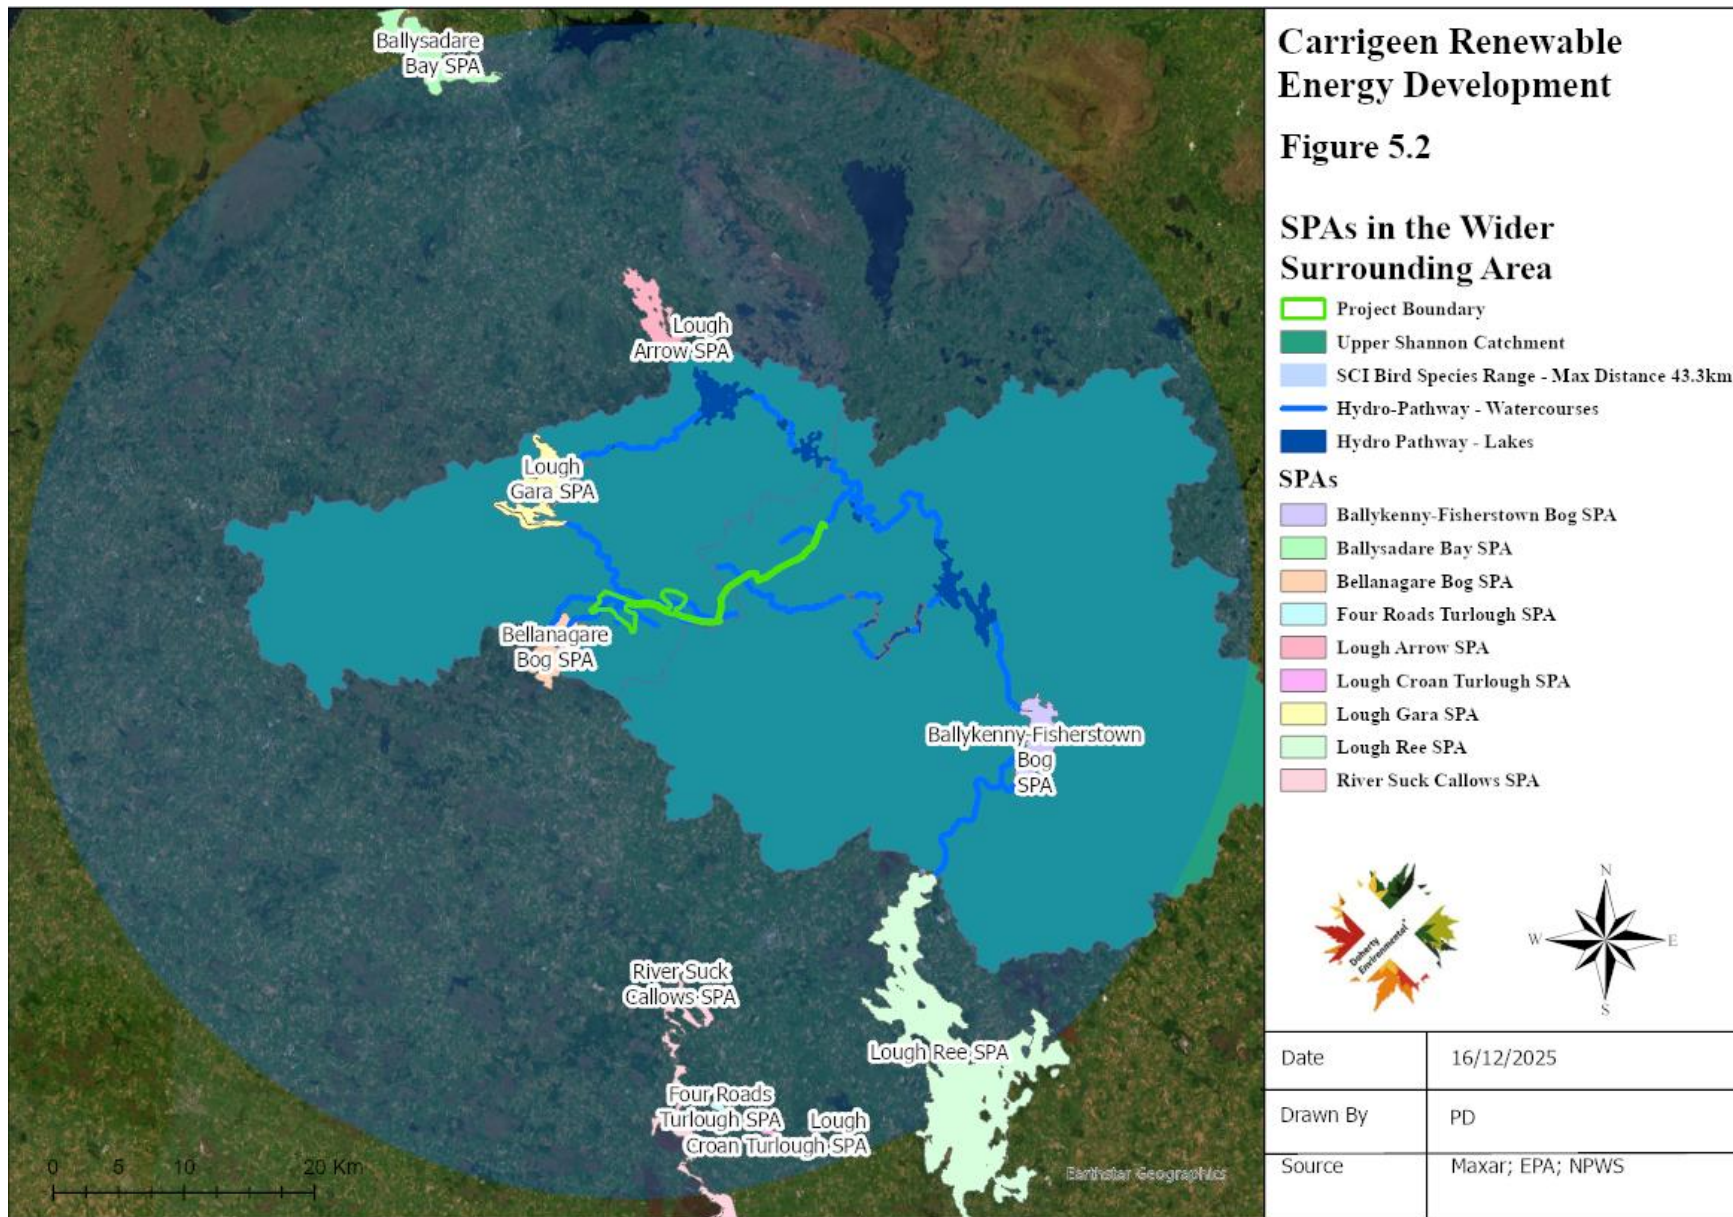 Ballysadare
Bay SPA
Lough
Arrow SPA
Lough
Gara SPA
Bellanagare
Bog SPA
Ballykenny-Fisherstown
Bog
SPA
River Suck
Callows SPA
Lough Ree SPA
Four Roads
Turlough SPA
Lough
Croan Turlough SPA
0 5 10 20 Km
Earthstar Geographics
Carrigeen Renewable
Energy Development
Figure 5.2
SPAs in the Wider
Surrounding Area
Project Boundary
Upper Shannon Catchment
SCI Bird Species Range - Max Distance 43.3km
Hydro-Pathway - Watercourses
Hydro Pathway - Lakes
SPAs
Ballykenny-Fisherstown Bog SPA
Ballysadare Bay SPA
Bellanagare Bog SPA
Four Roads Turlough SPA
Lough Arrow SPA
Lough Croan Turlough SPA
Lough Gara SPA
Lough Ree SPA
River Suck Callows SPA
Doherty
Environmental
N
W
E
S
Date 16/12/2025
Drawn By PD
Source Maxar; EPA; NPWS